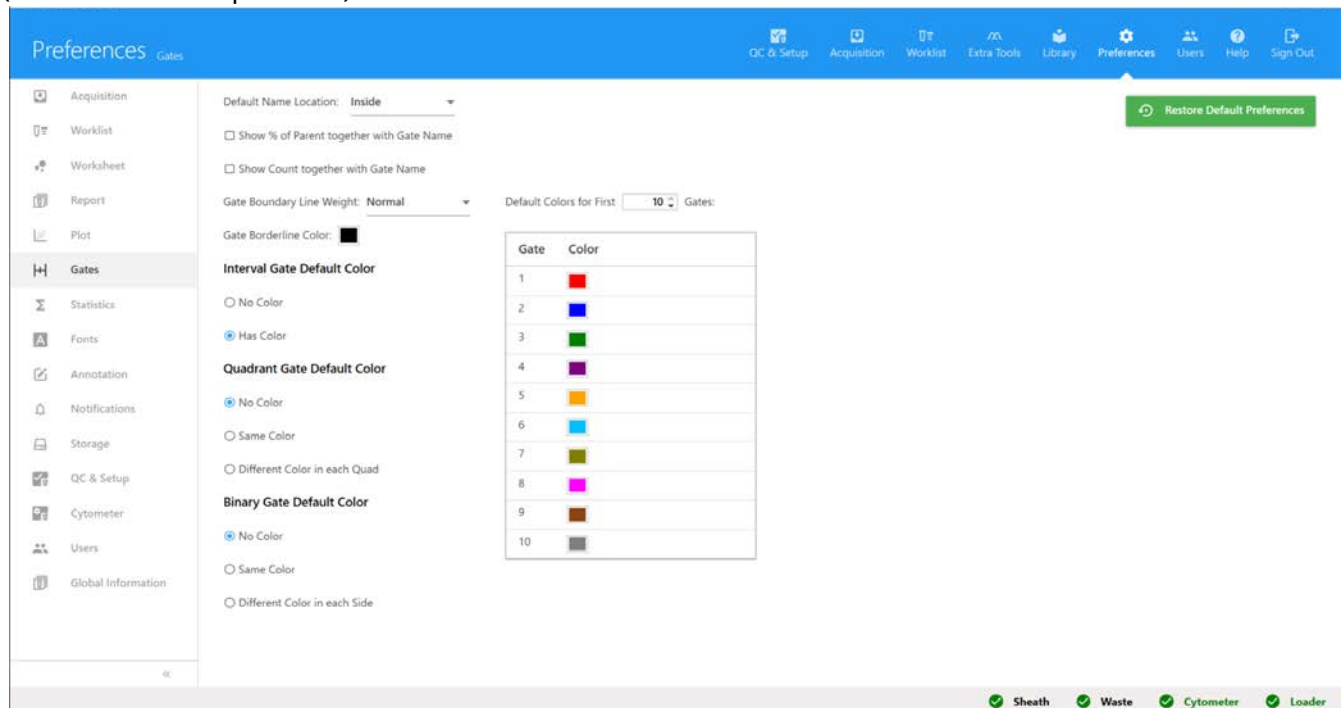 Preferences Gates
QC & Setup
Acquisition
Worklist
Extra Tools
Library
Preferences
Users
Help
Sign Out
Acquisition
Worklist
Worksheet
Report
Plot
Gates
Statistics
Fonts
Annotation
Notifications
Storage
QC & Setup
Cytometer
Users
Global Information
Default Name Location: Inside
Show % of Parent together with Gate Name
Show Count together with Gate Name
Gate Boundary Line Weight: Normal
Gate Borderline Color:
Interval Gate Default Color
No Color
Has Color
Quadrant Gate Default Color
No Color
Same Color
Different Color in each Quad
Binary Gate Default Color
No Color
Same Color
Different Color in each Side
Default Colors for First 10 Gates:
Gate Color
1
2
3
4
5
6
7
8
9
10
Restore Default Preferences
Sheath
Waste
Cytometer
Loader